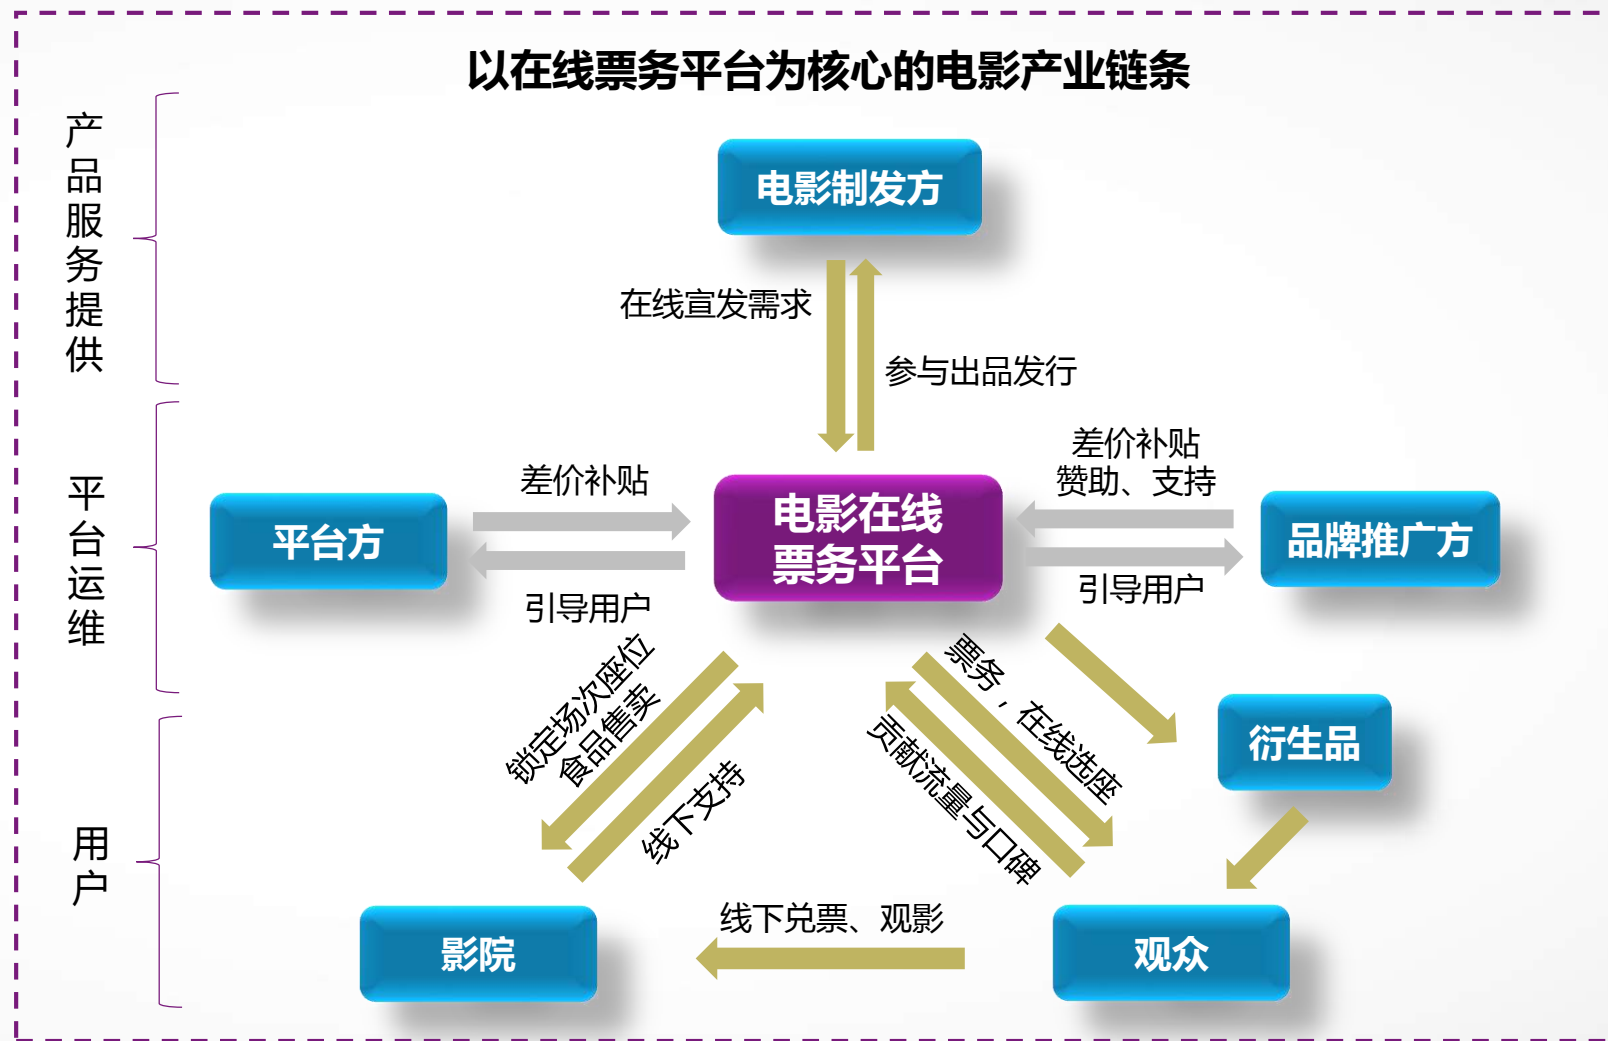 以在线票务平台为核心的电影产业链条
产品服务提供
电影制发方
在线宣发需求
参与出品发行
平台运维
差价补贴
差价补贴
赞助、支持
平台方
电影在线
票务平台
品牌推广方
引导用户
引导用户
锁定场次座位
食品售卖
线下支持
票务，在线选座
贡献流量与口碑
衍生品
用户
线下兑票、观影
影院
观众